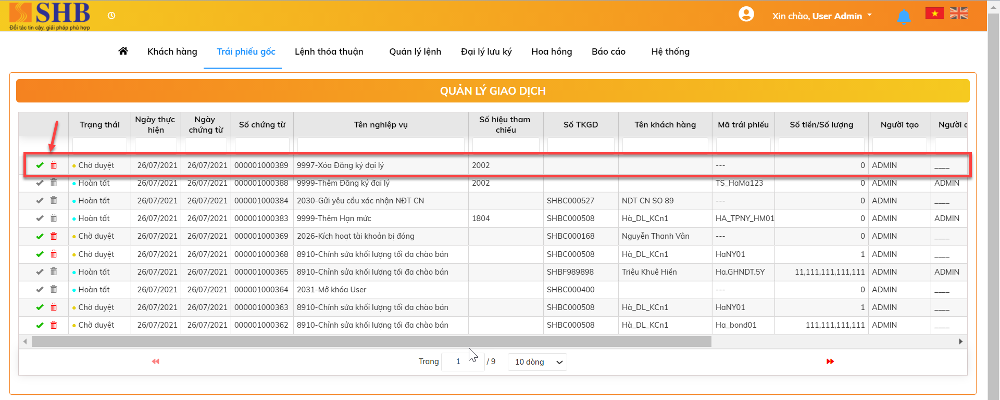 SHB
Đối tác tin cậy, giải pháp phù hợp
Xin chào, User Admin
Khách hàng Trái phiếu gốc Lệnh thỏa thuận Quản lý lệnh Đại lý lưu ký Hoa hồng Báo cáo Hệ thống
QUẢN LÝ GIAO DỊCH
Trạng thái Ngày thực hiện Ngày chứng từ Số chứng từ Tên nghiệp vụ Số hiệu tham chiếu Số TKGD Tên khách hàng Mã trái phiếu Số tiền/Số lượng Người tạo Người
Chờ duyệt 26/07/2021 26/07/2021 000001000389 9997-Xóa Đăng ký đại lý 2002 --- 0 ADMIN ____
Hoàn tất 26/07/2021 26/07/2021 000001000388 9999-Thêm Đăng ký đại lý 2002 TS_HaMa123 0 ADMIN ADMIN
Hoàn tất 26/07/2021 26/07/2021 000001000384 2030-Gửi yêu cầu xác nhận NĐT CN SHBC000527 NDT CN SO 89 --- 0 ADMIN ____
Hoàn tất 26/07/2021 26/07/2021 000001000383 9999-Thêm Hạn mức 1804 SHBC000508 Hà_DL_KCn1 HA_TPNY_HM01 0 ADMIN ADMIN
Chờ duyệt 26/07/2021 26/07/2021 000001000369 2026-Kích hoạt tài khoản bị đóng SHBC000168 Nguyễn Thanh Vân --- 0 ADMIN ____
Chờ duyệt 26/07/2021 26/07/2021 000001000368 8910-Chỉnh sửa khối lượng tối đa chào bán SHBC000508 Hà_DL_KCn1 HaNY01 1 ADMIN ____
Hoàn tất 26/07/2021 26/07/2021 000001000365 8910-Chỉnh sửa khối lượng tối đa chào bán SHBF989898 Triệu Khuê Hiền Ha.GHNDT.5Y 11,111,111,111,111 ADMIN ADMIN
Hoàn tất 26/07/2021 26/07/2021 000001000364 2031-Mở khóa User SHBC000400 --- 0 ADMIN ____
Chờ duyệt 26/07/2021 26/07/2021 000001000363 8910-Chỉnh sửa khối lượng tối đa chào bán SHBC000508 Hà_DL_KCn1 HaNY01 1 ADMIN ____
Chờ duyệt 26/07/2021 26/07/2021 000001000362 8910-Chỉnh sửa khối lượng tối đa chào bán SHBC000508 Hà_DL_KCn1 Ha_bond01 111,111,111,111 ADMIN ____
Trang 1 / 9 10 dòng